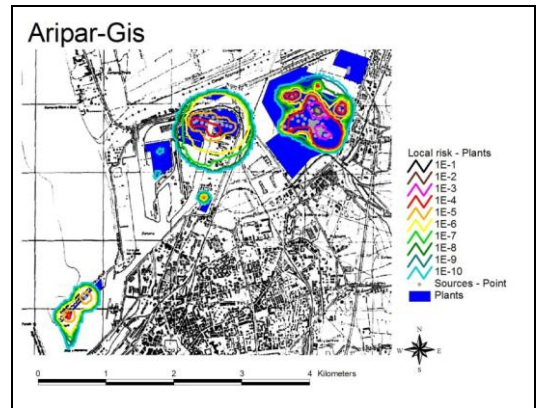 Aripar-Gis
Local risk - Plants
1E-1
1E-2
1E-3
1E-4
1E-5
1E-6
1E-7
1E-8
1E-9
1E-10
Sources - Point
Plants
N
W E
S
0 1 2 3 4 Kilometers